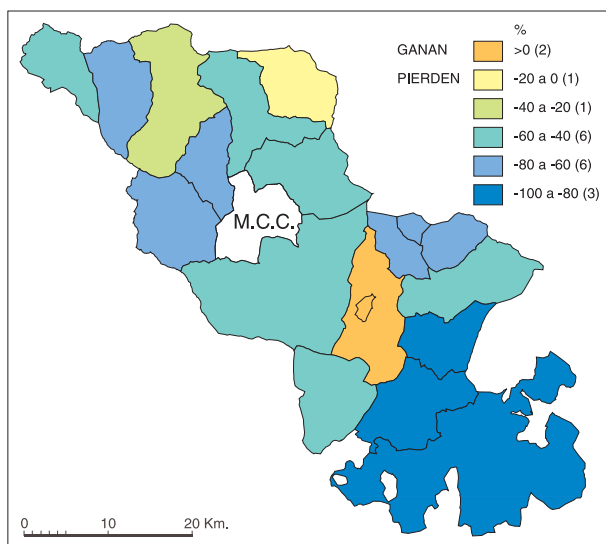 %
GANAN >0 (2)
PIERDEN -20 a 0 (1)
-40 a -20 (1)
-60 a -40 (6)
-80 a -60 (6)
-100 a -80 (3)
M.C.C.
0 10 20 Km.